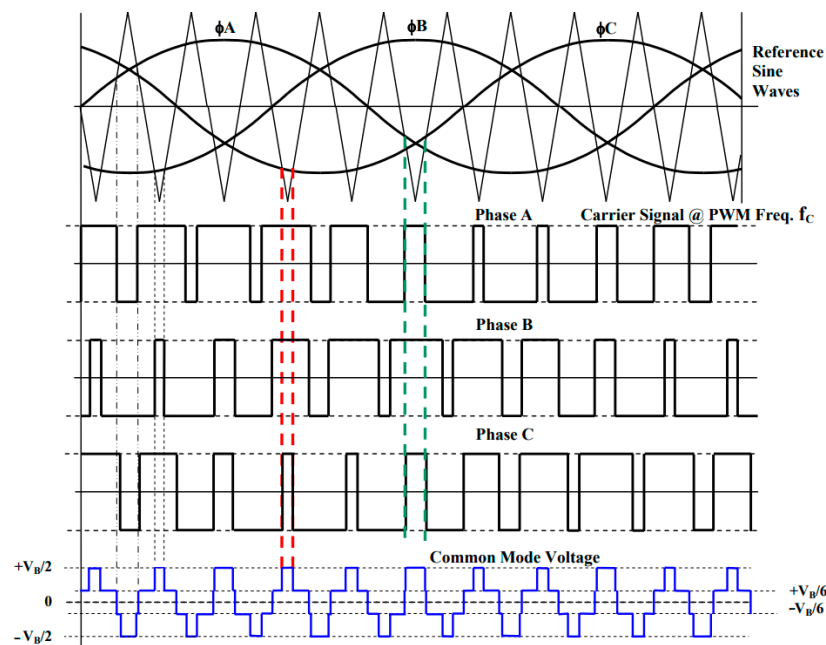 ϕA ϕB ϕC
Reference
Sine
Waves
Phase A Carrier Signal @ PWM Freq. fC
Phase B
Phase C
Common Mode Voltage
+VB/2
0
–VB/2
+VB/6
–VB/6